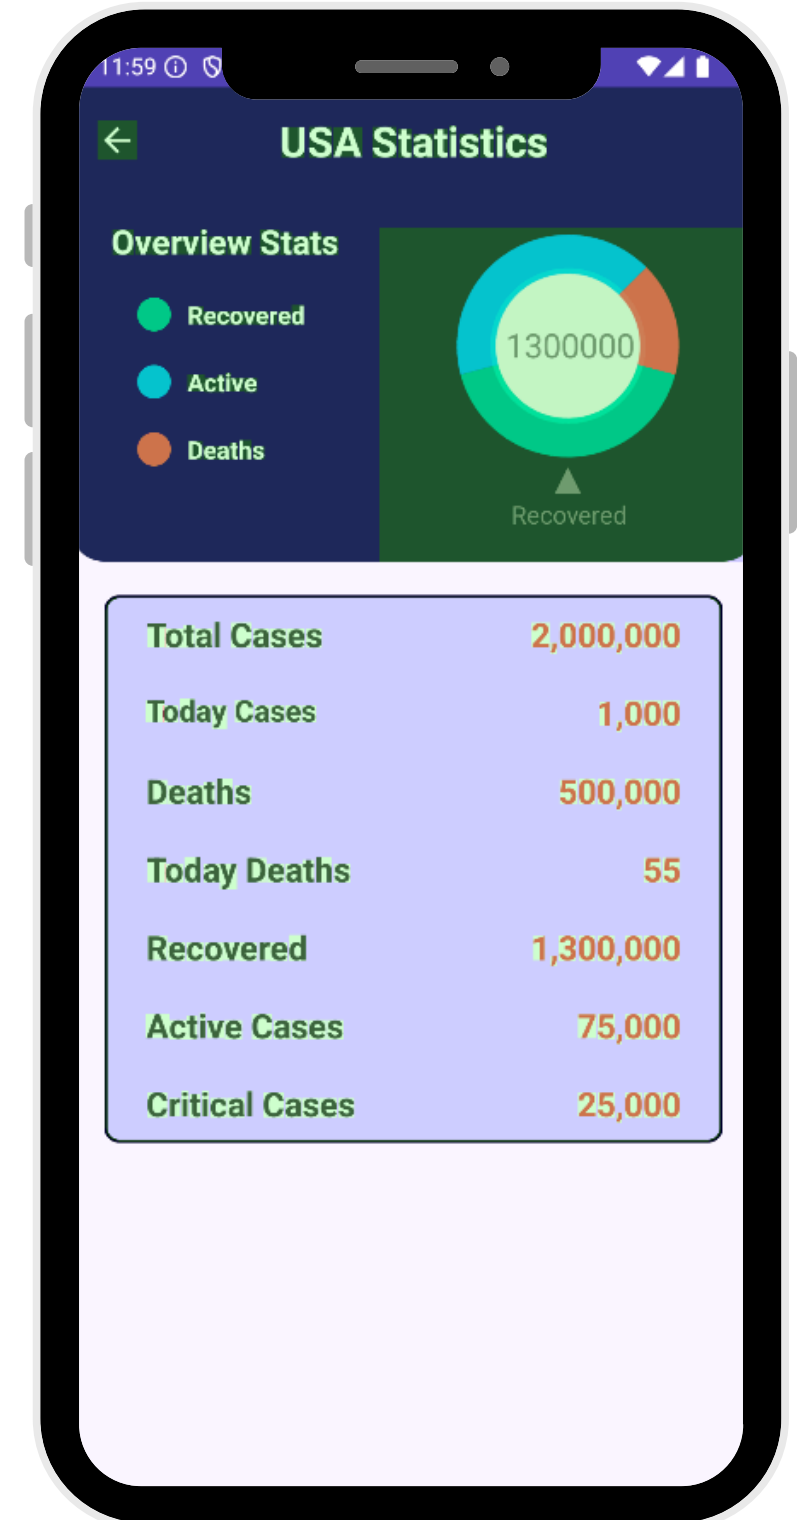 11:59
USA Statistics
Overview Stats
Recovered
Active
Deaths
1300000
Recovered
Total Cases 2,000,000
Today Cases 1,000
Deaths 500,000
Today Deaths 55
Recovered 1,300,000
Active Cases 75,000
Critical Cases 25,000